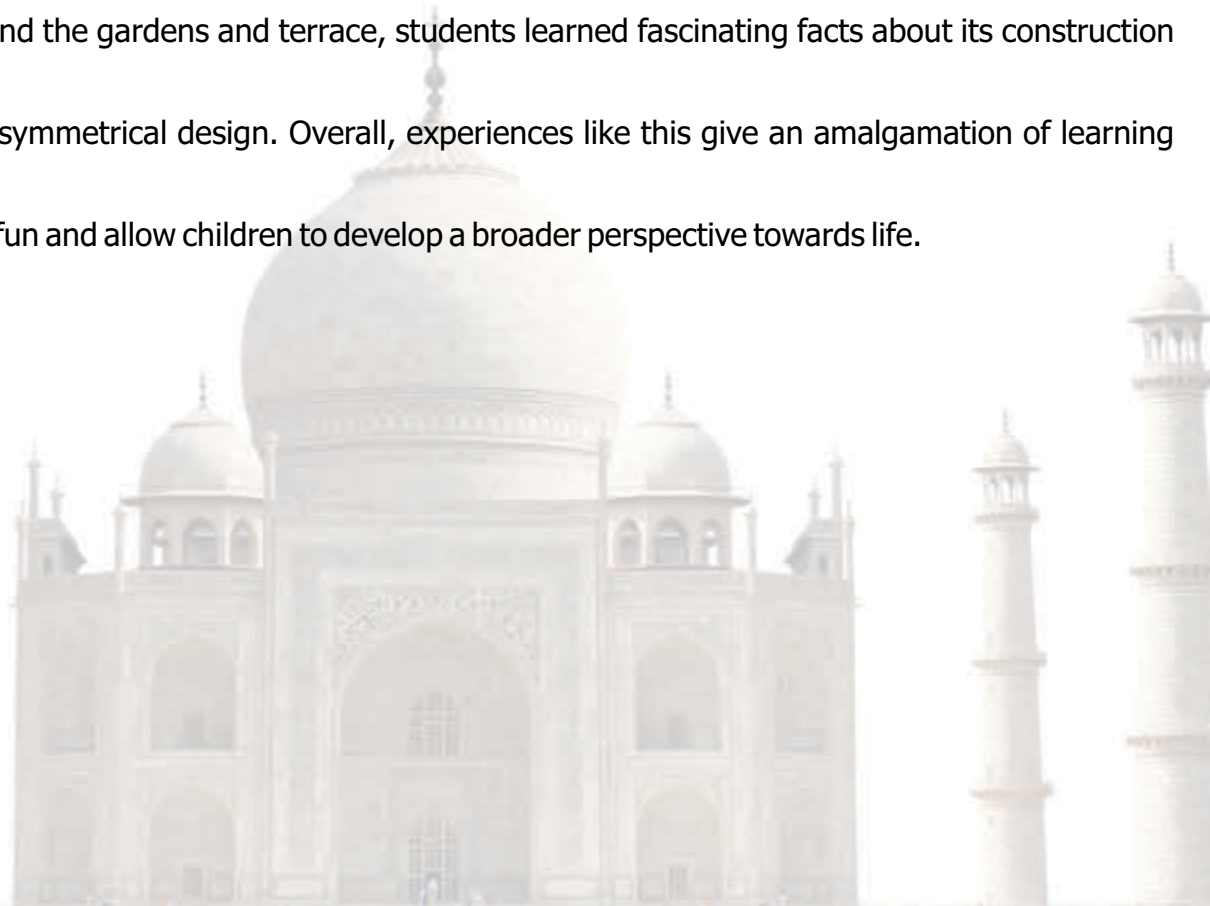 nd the gardens and terrace, students learned fascinating facts about its construction
symmetrical design. Overall, experiences like this give an amalgamation of learning
fun and allow children to develop a broader perspective towards life.